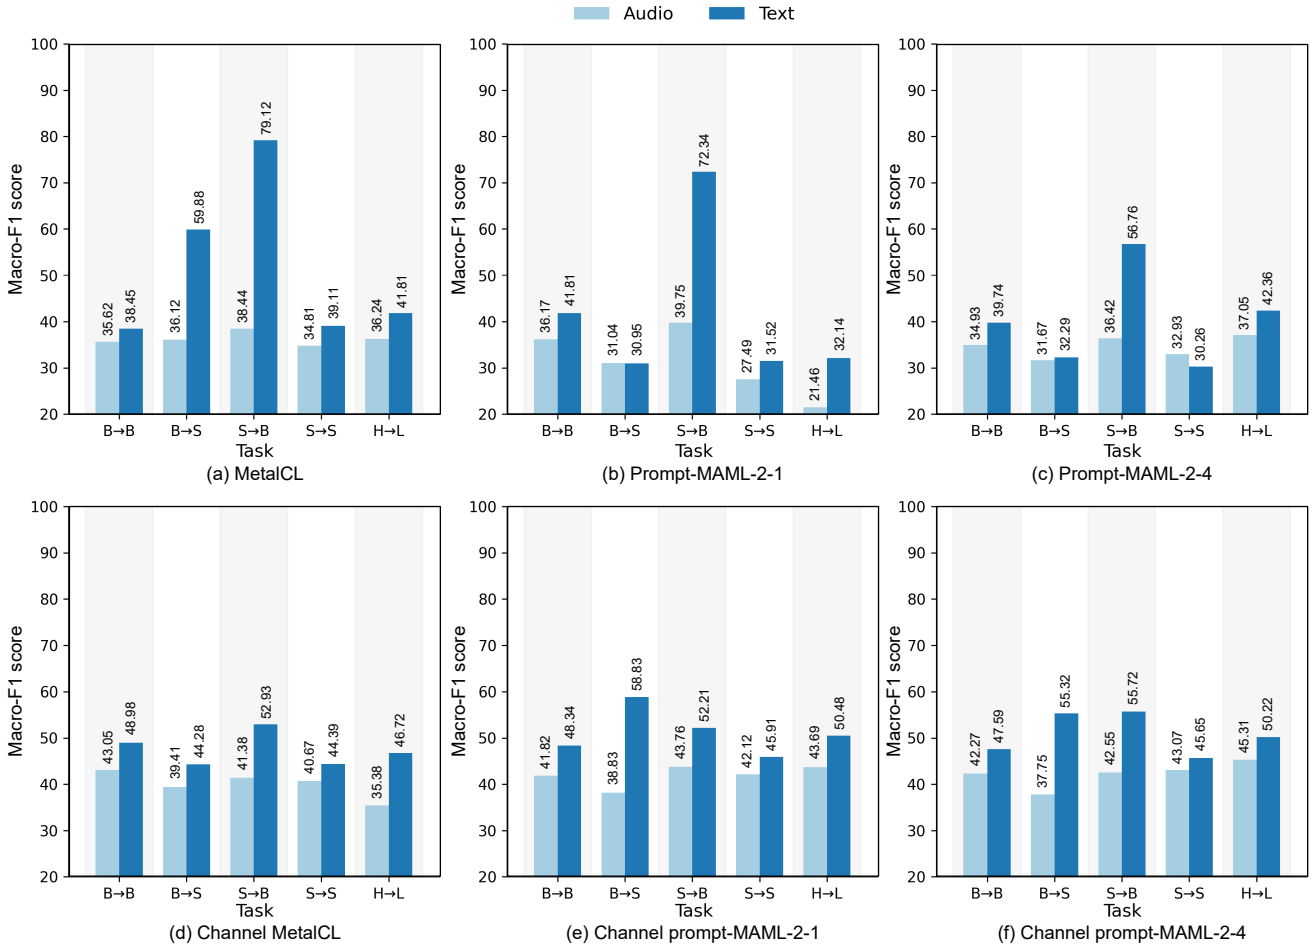 Audio Text
100 90 80 70 60 50 40 30 20
Macro-F1 score
35.62 38.45 36.12 59.88 38.44 79.12 34.81 39.11 36.24 41.81
B→B B→S S→B S→S H→L
Task
(a) MetalCL
100 90 80 70 60 50 40 30 20
Macro-F1 score
36.17 41.81 31.04 30.95 39.75 72.34 27.49 31.52 21.46 32.14
B→B B→S S→B S→S H→L
Task
(b) Prompt-MAML-2-1
100 90 80 70 60 50 40 30 20
Macro-F1 score
34.93 39.74 31.67 32.29 36.42 56.76 32.93 30.26 37.05 42.36
B→B B→S S→B S→S H→L
Task
(c) Prompt-MAML-2-4
100 90 80 70 60 50 40 30 20
Macro-F1 score
43.05 48.98 39.41 44.28 41.38 52.93 40.67 44.39 35.38 46.72
B→B B→S S→B S→S H→L
Task
(d) Channel MetalCL
100 90 80 70 60 50 40 30 20
Macro-F1 score
41.82 48.34 38.83 58.83 43.76 52.21 42.12 45.91 43.69 50.48
B→B B→S S→B S→S H→L
Task
(e) Channel prompt-MAML-2-1
100 90 80 70 60 50 40 30 20
Macro-F1 score
42.27 47.59 37.75 55.32 42.55 55.72 43.07 45.65 45.31 50.22
B→B B→S S→B S→S H→L
Task
(f) Channel prompt-MAML-2-4